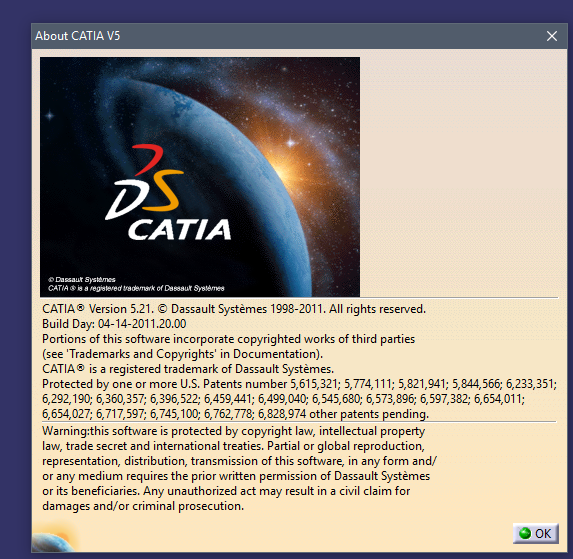 About CATIA V5
DS
CATIA
© Dassault Systèmes
CATIA ® is a registered trademark of Dassault Systèmes
CATIA® Version 5.21. © Dassault Systèmes 1998-2011. All rights reserved.
Build Day: 04-14-2011.20.00
Portions of this software incorporate copyrighted works of third parties
(see 'Trademarks and Copyrights' in Documentation).
CATIA® is a registered trademark of Dassault Systèmes.
Protected by one or more U.S. Patents number 5,615,321; 5,774,111; 5,821,941; 5,844,566; 6,233,351;
6,292,190; 6,360,357; 6,396,522; 6,459,441; 6,499,040; 6,545,680; 6,573,896; 6,597,382; 6,654,011;
6,654,027; 6,717,597; 6,745,100; 6,762,778; 6,828,974 other patents pending.
Warning:this software is protected by copyright law, intellectual property
law, trade secret and international treaties. Partial or global reproduction,
representation, distribution, transmission of this software, in any form and/
or any medium requires the prior written permission of Dassault Systèmes
or its beneficiaries. Any unauthorized act may result in a civil claim for
damages and/or criminal prosecution.
OK